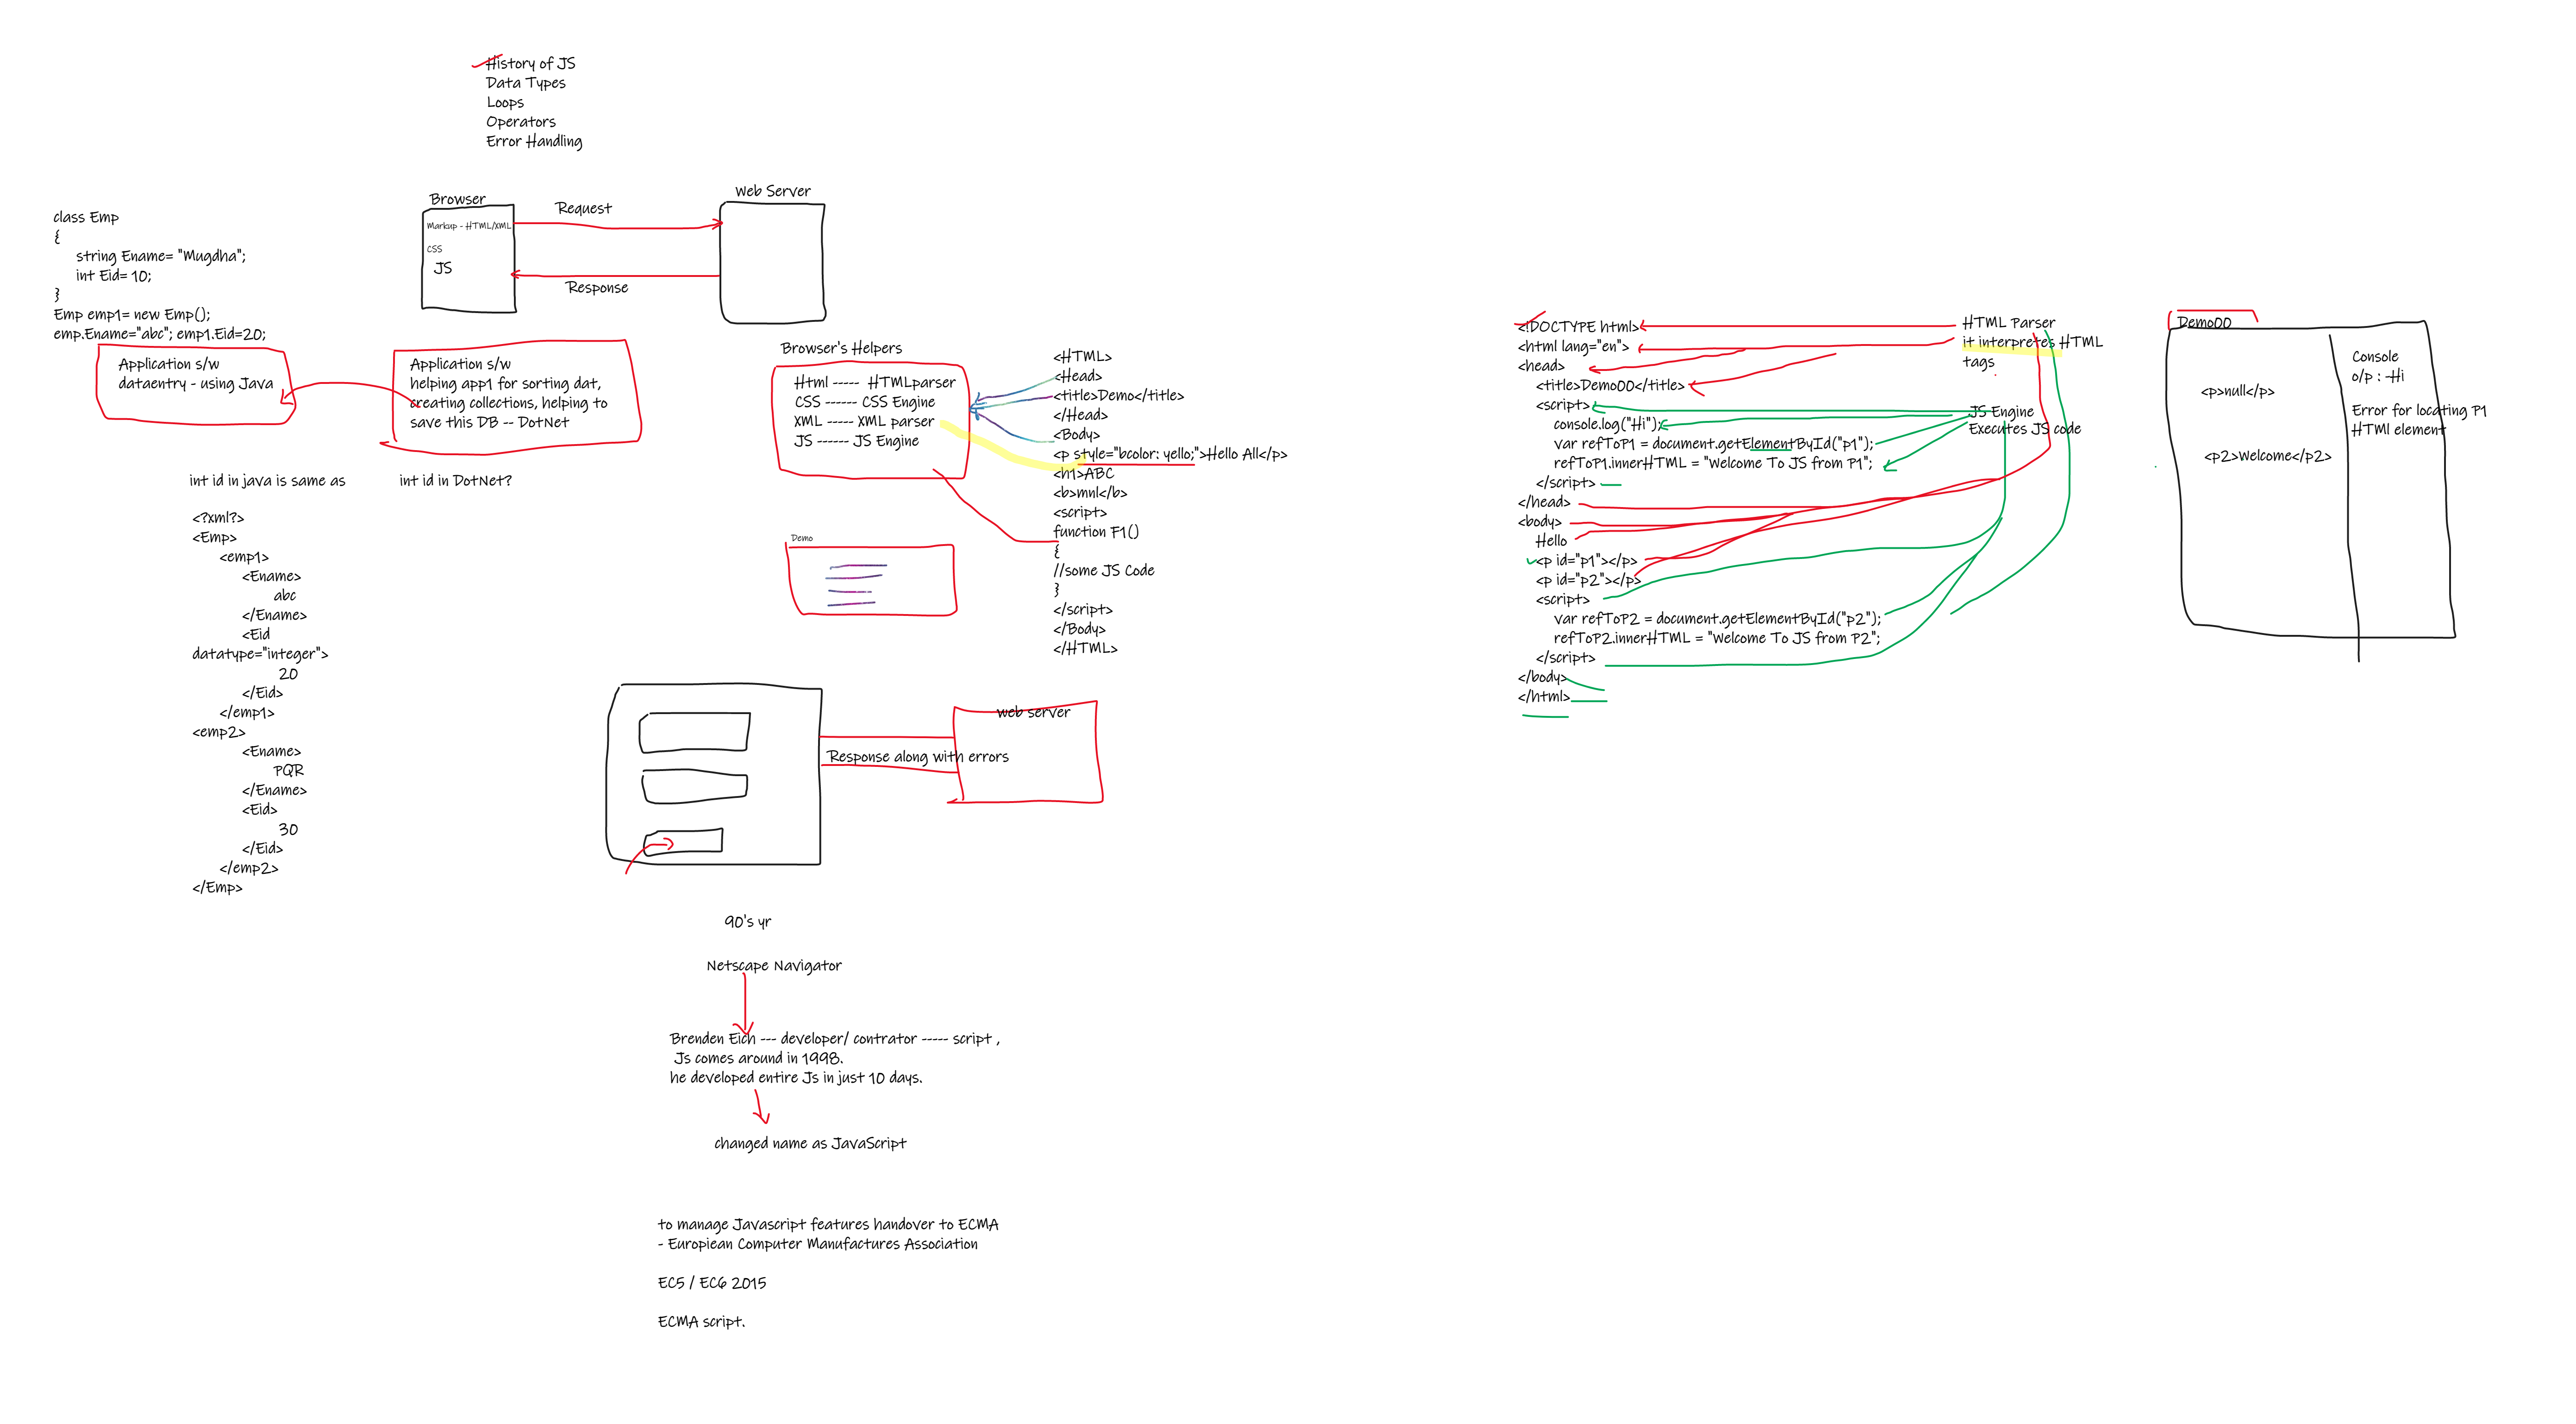 History of JS
Data Types
Loops
Operators
Error Handling
Browser
Markup - HTML/XML
CSS
JS
Request
Response
Web Server
class Emp
{
string Ename= "Mugdha";
int Eid= 10;
}
Emp emp1= new Emp();
emp.Ename="abc"; emp1.Eid=20;
Application s/w
dataentry - using Java
Application s/w
helping app1 for sorting dat,
creating collections, helping to
save this DB -- DotNet
int id in java is same as
int id in DotNet?
<?xml?>
<Emp>
<emp1>
<Ename>
abc
</Ename>
<Eid
datatype="integer">
20
</Eid>
</emp1>
<emp2>
<Ename>
PQR
</Ename>
<Eid>
30
</Eid>
</emp2>
</Emp>
Browser's Helpers
Html ----- HTMLparser
CSS ------ CSS Engine
XML ----- XML parser
JS ------ JS Engine
Demo
<HTML>
<Head>
<title>Demo</title>
</Head>
<Body>
<p style="bcolor: yello;">Hello All</p>
<h1>ABC
<b>mnl</b>
<script>
function F1()
{
//some JS Code
}
</script>
</Body>
</HTML>
web server
Response along with errors
90's yr
Netscape Navigator
Brenden Eich --- developer/ contrator ----- script ,
Js comes around in 1998.
he developed entire Js in just 10 days.
changed name as JavaScript
to manage Javascript features handover to ECMA
- Europiean Computer Manufactures Association
EC5 / EC6 2015
ECMA script.
<!DOCTYPE html>
<html lang="en">
<head>
<title>Demo00</title>
<script>
console.log("Hi");
var refToP1 = document.getElementById("p1");
refToP1.innerHTML = "Welcome To JS from P1";
</script>
</head>
<body>
Hello
<p id="p1"></p>
<p id="p2"></p>
<script>
var refToP2 = document.getElementById("p2");
refToP2.innerHTML = "Welcome To JS from P2";
</script>
</body>
</html>
HTML Parser
it interpretes HTML
tags
JS Engine
Executes JS code
Demo00
<p>null</p>
<p2>Welcome</p2>
Console
o/p : -Hi
Error for locating P1
HTMl element